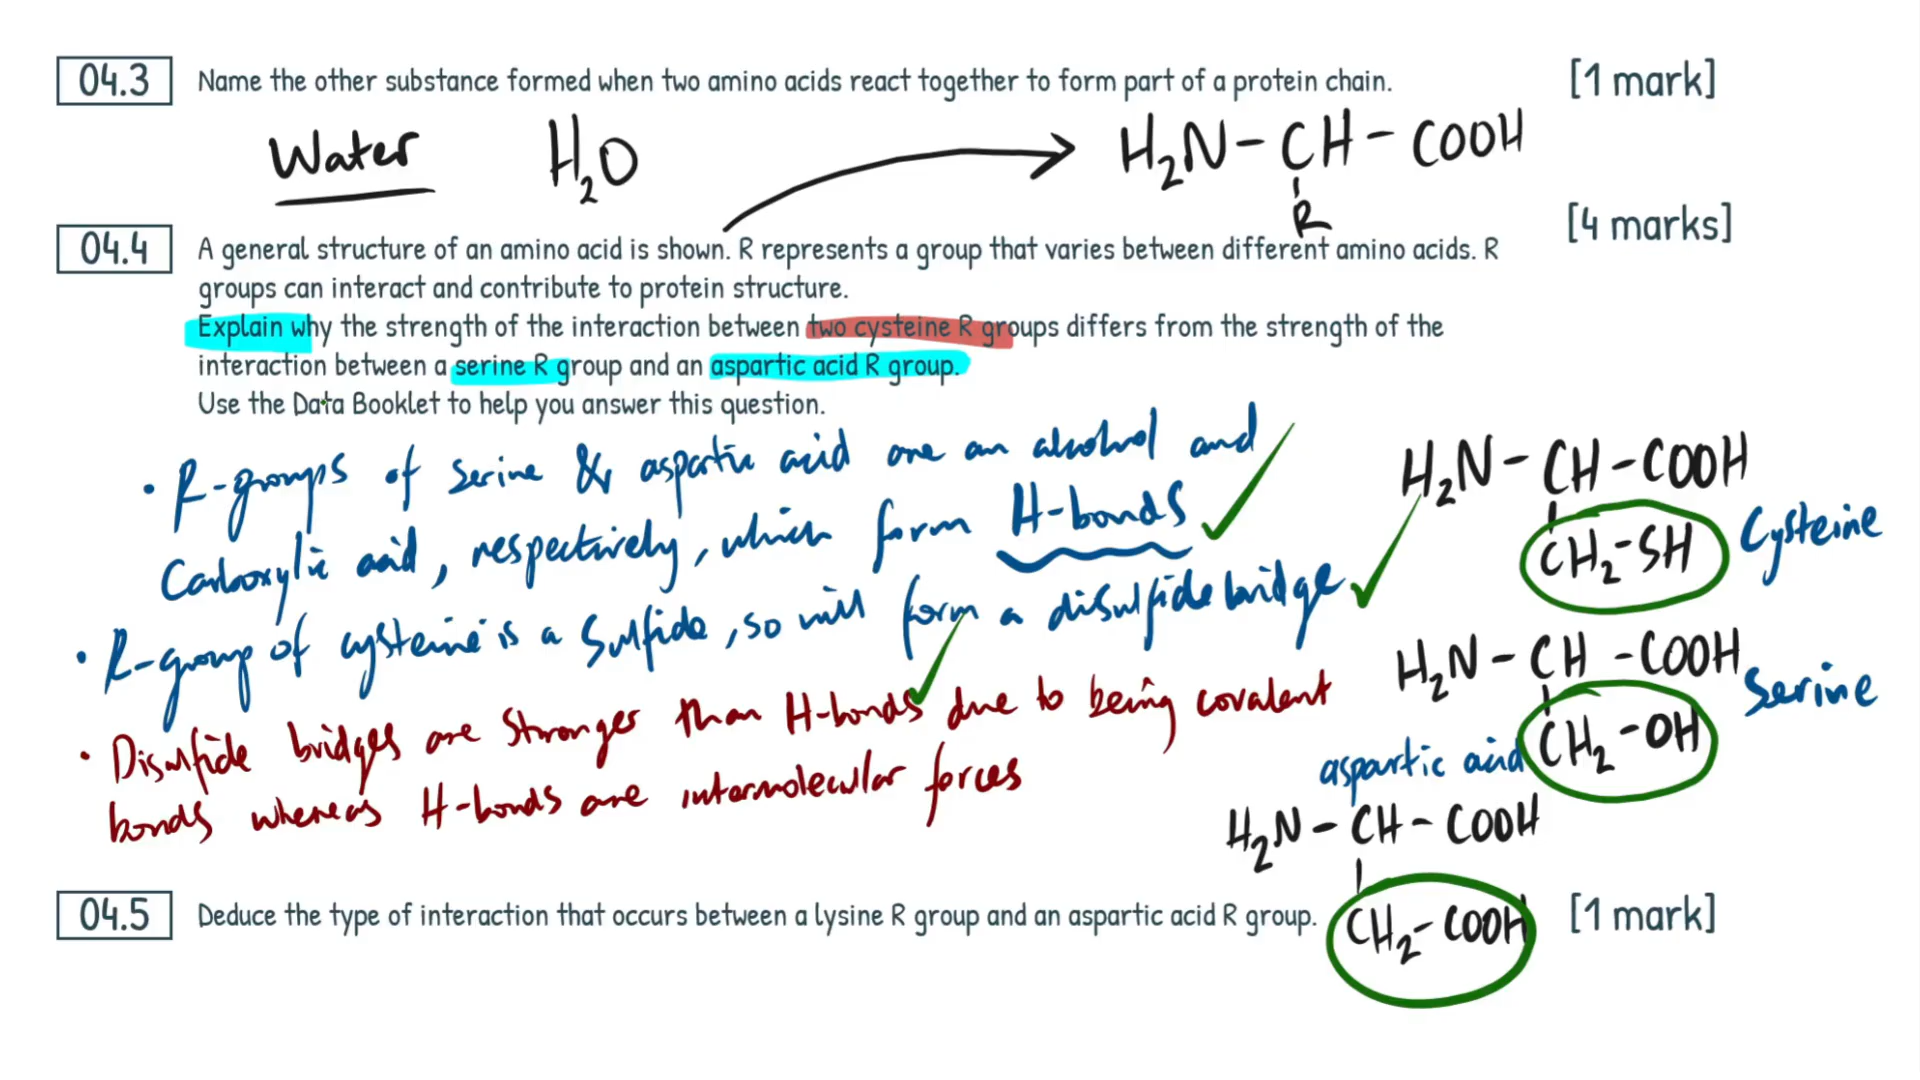 04.3 Name the other substance formed when two amino acids react together to form part of a protein chain. [1 mark]
Water H₂O H₂N - CH - COOH
R
04.4 A general structure of an amino acid is shown. R represents a group that varies between different amino acids. R [4 marks]
groups can interact and contribute to protein structure.
Explain why the strength of the interaction between two cysteine R groups differs from the strength of the
interaction between a serine R group and an aspartic acid R group.
Use the Data Booklet to help you answer this question.
• R-groups of serine & aspartic acid are an alcohol and
Carboxylic acid, respectively, which form H-bonds
• R-group of cysteine is a sulfide, so will form a disulfide bridge
• Disulfide bridges are stronger than H-bonds due to being covalent
bonds whereas H-bonds are intermolecular forces
H₂N - CH - COOH
CH₂-SH Cysteine
H₂N - CH - COOH
CH₂-OH Serine
aspartic acid
H₂N - CH - COOH
CH₂-COOH
04.5 Deduce the type of interaction that occurs between a lysine R group and an aspartic acid R group. [1 mark]